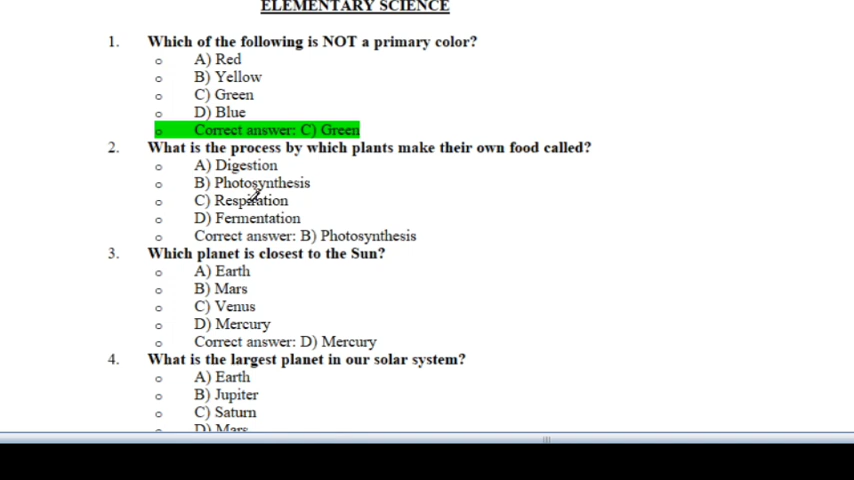 ELEMENTARY SCIENCE
1. Which of the following is NOT a primary color?
o A) Red
o B) Yellow
o C) Green
o D) Blue
o Correct answer: C) Green
2. What is the process by which plants make their own food called?
o A) Digestion
o B) Photosynthesis
o C) Respiration
o D) Fermentation
o Correct answer: B) Photosynthesis
3. Which planet is closest to the Sun?
o A) Earth
o B) Mars
o C) Venus
o D) Mercury
o Correct answer: D) Mercury
4. What is the largest planet in our solar system?
o A) Earth
o B) Jupiter
o C) Saturn
o D) Mars